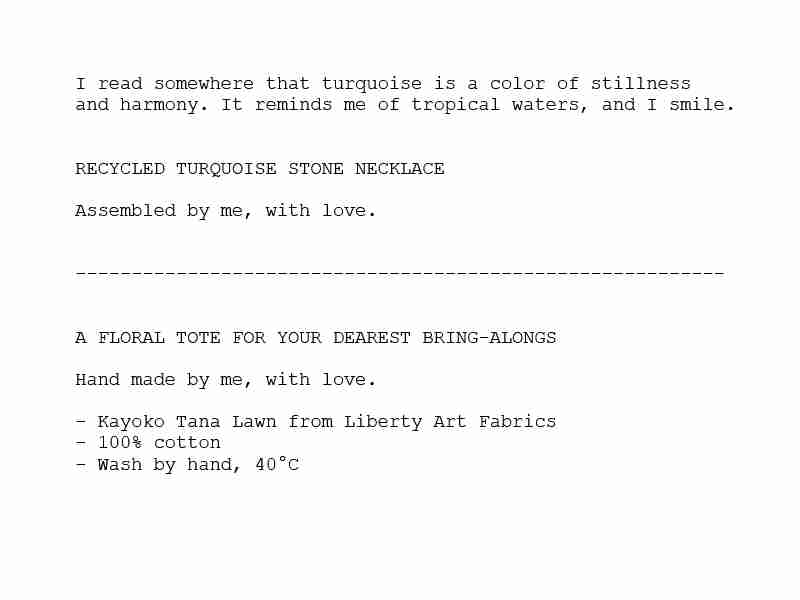 I read somewhere that turquoise is a color of stillness
and harmony. It reminds me of tropical waters, and I smile.
RECYCLED TURQUOISE STONE NECKLACE
Assembled by me, with love.
----------------------------------------------------------
A FLORAL TOTE FOR YOUR DEAREST BRING-ALONGS
Hand made by me, with love.
- Kayoko Tana Lawn from Liberty Art Fabrics
- 100% cotton
- Wash by hand, 40°C